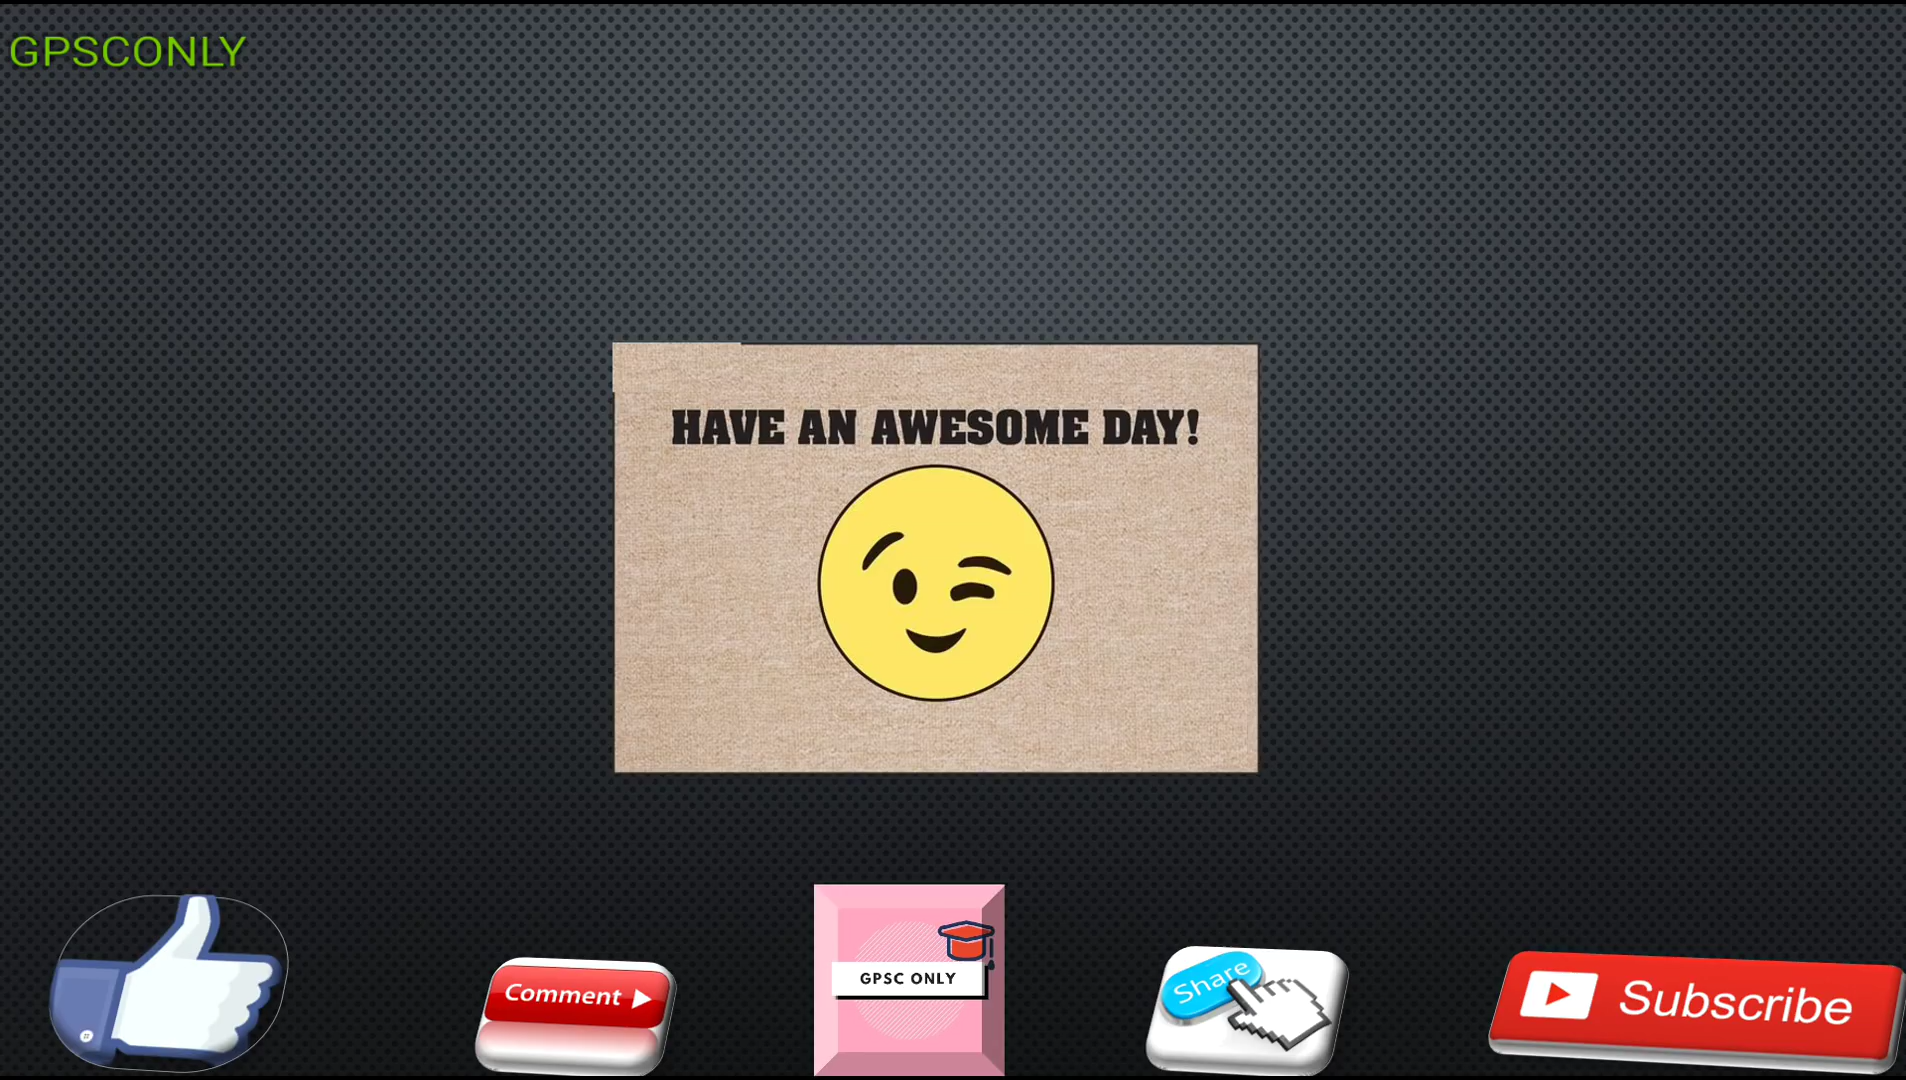 GPSCONLY
HAVE AN AWESOME DAY!
Comment
GPSC ONLY
Share
Subscribe